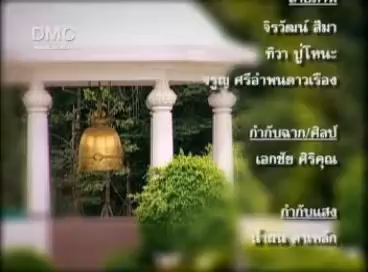 DMC
จิรวัฒน์ สีมา
ทิวา ปู่โทนะ
จรูญ ศรีอำพนดาวเรือง
กำกับฉาก/ศิลป์
เอกชัย ศิริคุณ
กำกับแสง